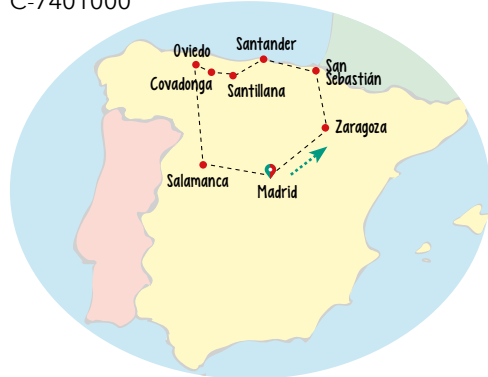 C-7401000
Oviedo
Santander
Covadonga
Santillana
San
Sebastián
Zaragoza
Salamanca
Madrid